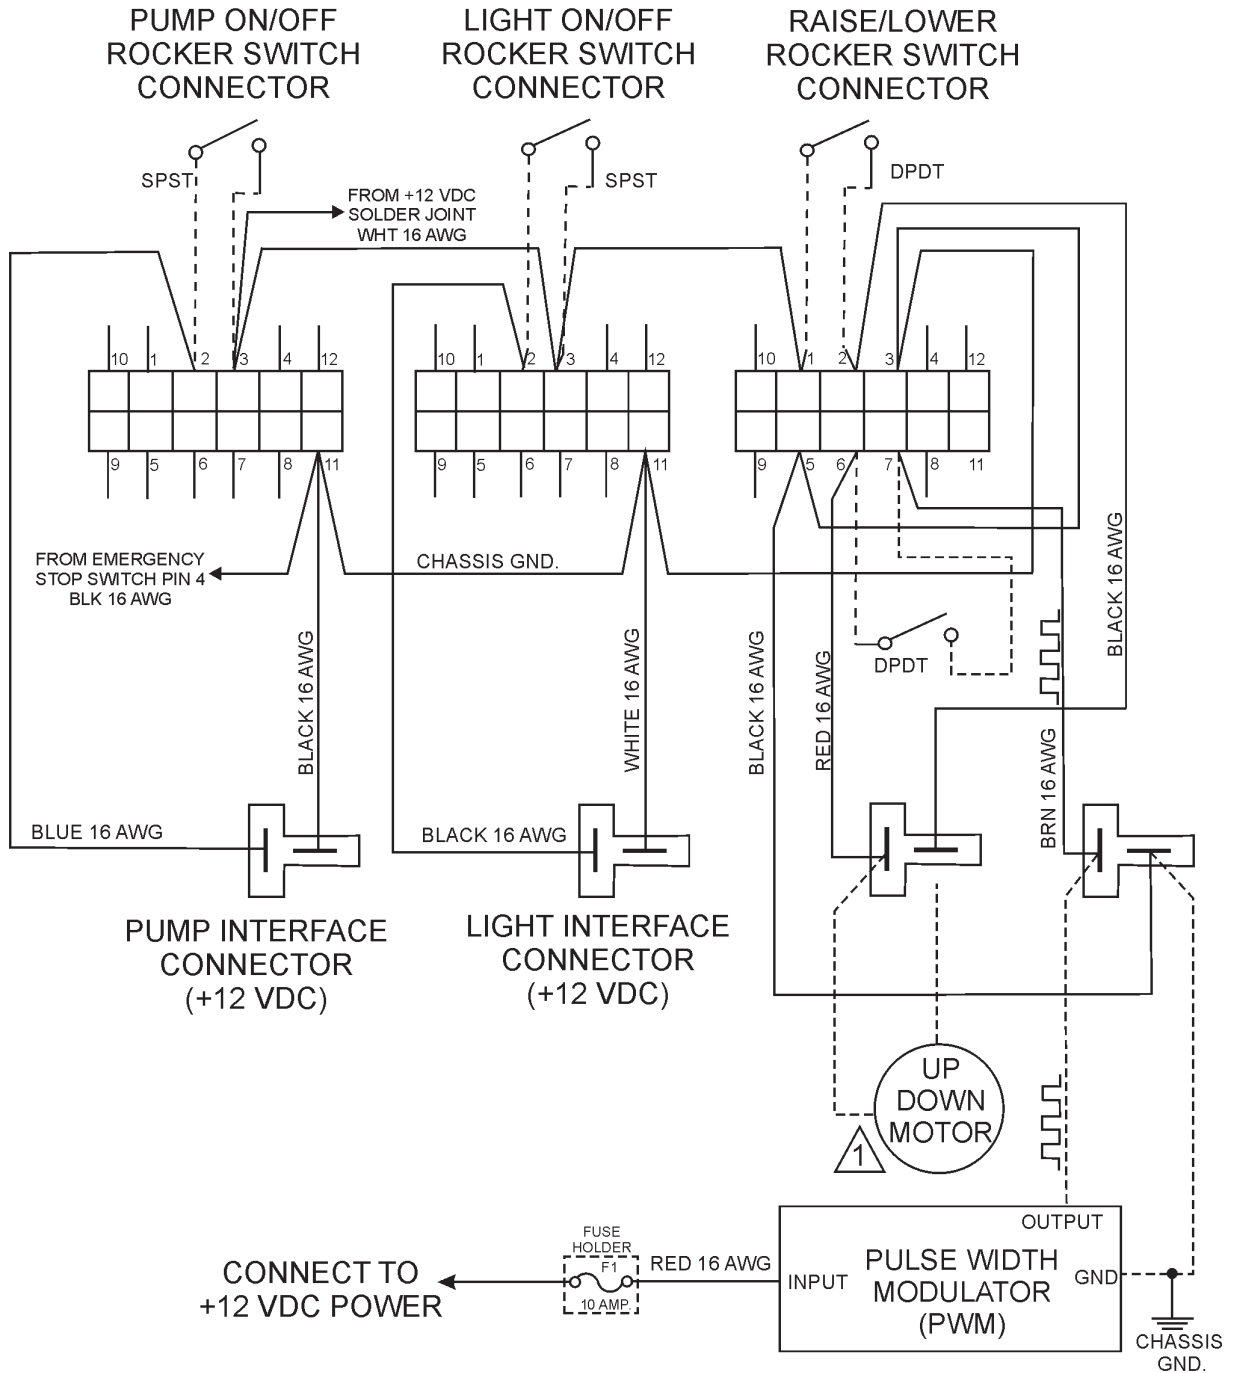 PUMP ON/OFF
ROCKER SWITCH
CONNECTOR
LIGHT ON/OFF
ROCKER SWITCH
CONNECTOR
RAISE/LOWER
ROCKER SWITCH
CONNECTOR
SPST
SPST
DPDT
FROM +12 VDC
SOLDER JOINT
WHT 16 AWG
10 1 2 3 4 12
9 5 6 7 8 11
10 1 2 3 4 12
9 5 6 7 8 11
10 1 2 3 4 12
9 5 6 7 8 11
FROM EMERGENCY
STOP SWITCH PIN 4
BLK 16 AWG
CHASSIS GND.
BLACK 16 AWG
WHITE 16 AWG
BLACK 16 AWG
RED 16 AWG
DPDT
BLACK 16 AWG
BRN 16 AWG
BLUE 16 AWG
BLACK 16 AWG
PUMP INTERFACE
CONNECTOR
(+12 VDC)
LIGHT INTERFACE
CONNECTOR
(+12 VDC)
UP
DOWN
MOTOR
1
CONNECT TO
+12 VDC POWER
FUSE
HOLDER
F1
10 AMP.
RED 16 AWG
INPUT
OUTPUT
PULSE WIDTH
MODULATOR
(PWM)
GND
CHASSIS
GND.